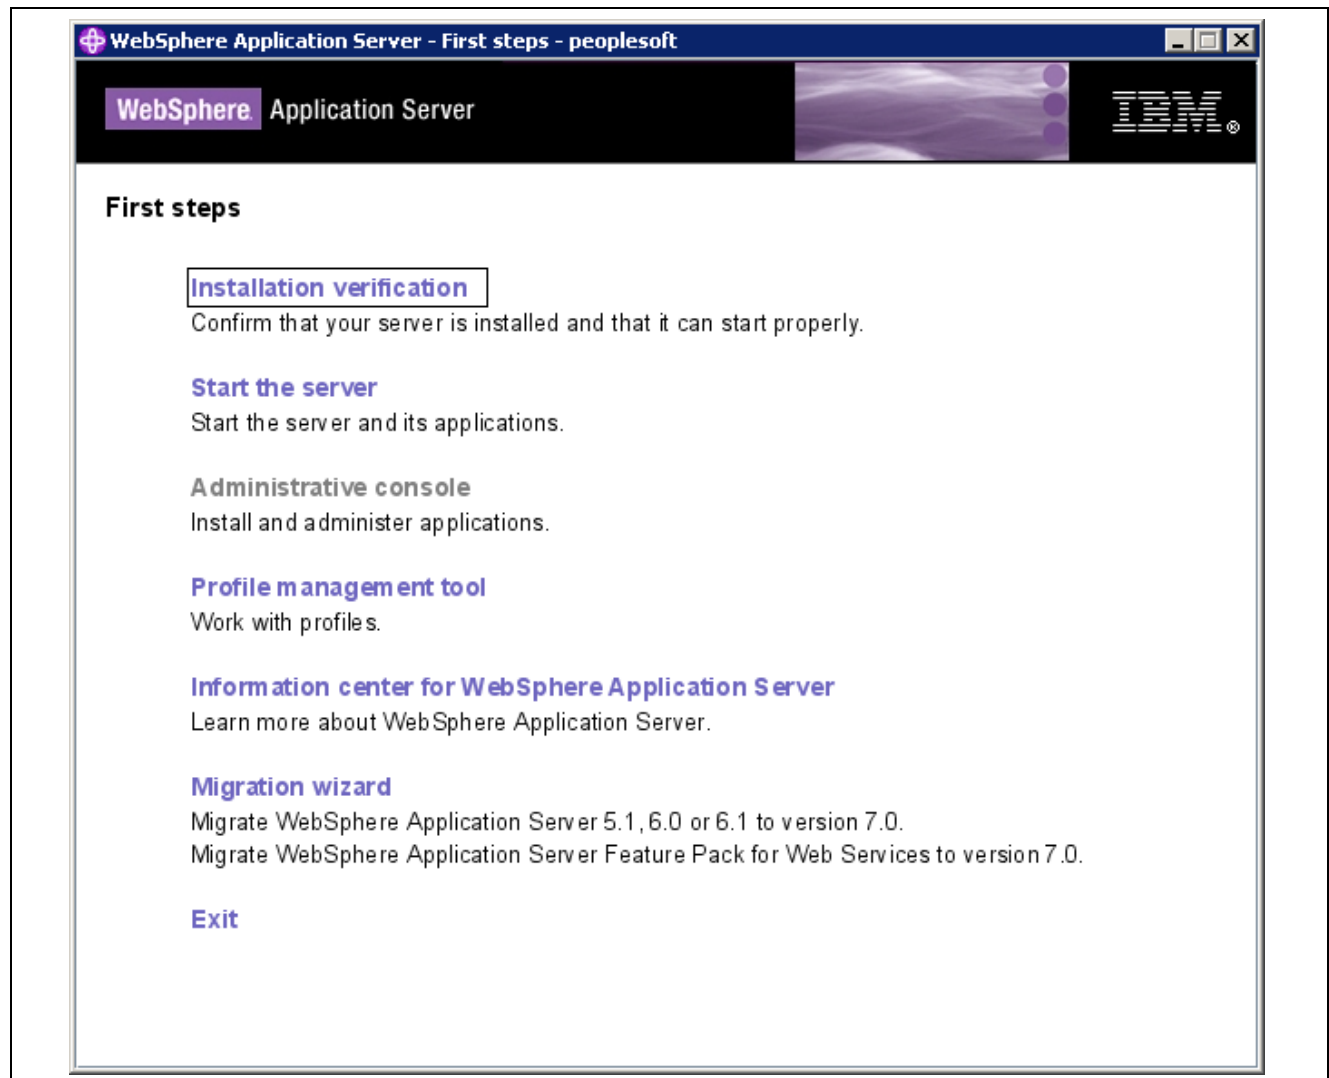 WebSphere Application Server - First steps - peoplesoft
WebSphere. Application Server
IBM®
First steps
Installation verification
Confirm that your server is installed and that it can start properly.
Start the server
Start the server and its applications.
Administrative console
Install and administer applications.
Profile management tool
Work with profiles.
Information center for WebSphere Application Server
Learn more about WebSphere Application Server.
Migration wizard
Migrate WebSphere Application Server 5.1, 6.0 or 6.1 to version 7.0.
Migrate WebSphere Application Server Feature Pack for Web Services to version 7.0.
Exit